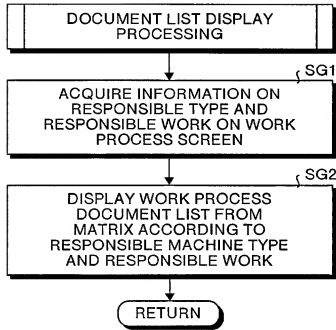 DOCUMENT LIST DISPLAY
PROCESSING
SG1
ACQUIRE INFORMATION ON
RESPONSIBLE TYPE AND
RESPONSIBLE WORK ON WORK
PROCESS SCREEN
SG2
DISPLAY WORK PROCESS
DOCUMENT LIST FROM
MATRIX ACCORDING TO
RESPONSIBLE MACHINE TYPE
AND RESPONSIBLE WORK
RETURN